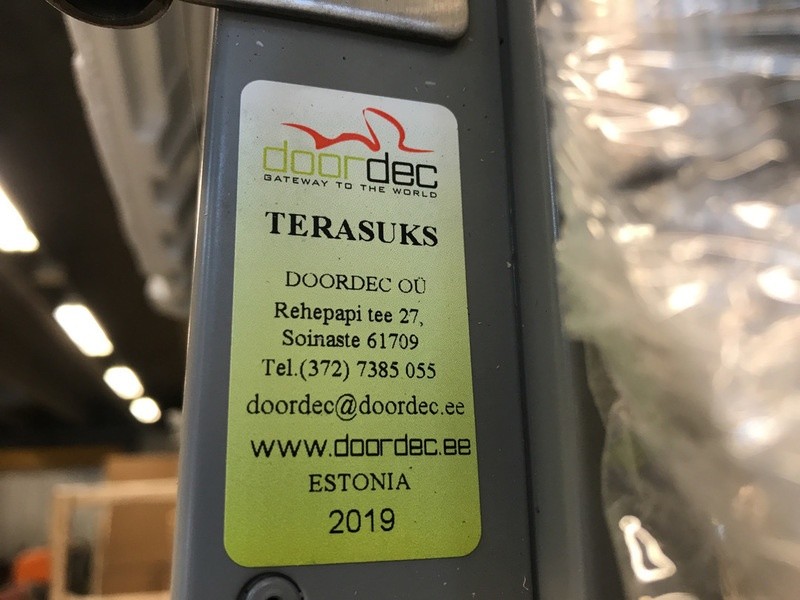 doordec
GATEWAY TO THE WORLD
TERASUKS
DOORDEC OÜ
Rehepapi tee 27,
Soinaste 61709
Tel.(372) 7385 055
doordec@doordec.ee
www.doordec.ee
ESTONIA
2019